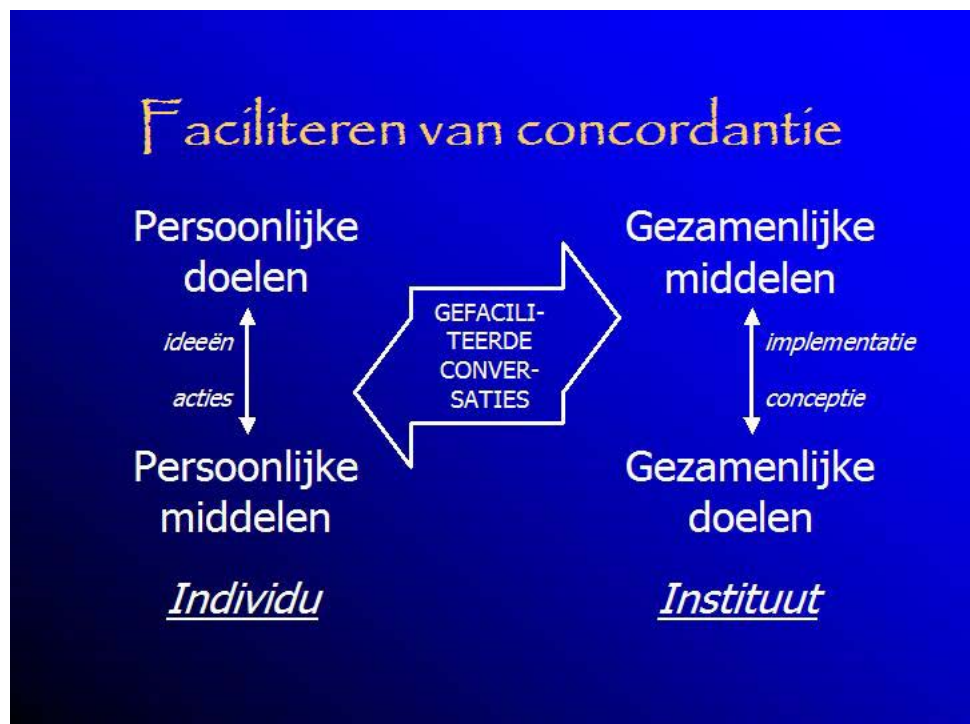 Faciliteren van concordantie
Persoonlijke
doelen
ideeën
acties
Persoonlijke
middelen
Individu
GEFACILI-
TEERDE
CONVER-
SATIES
Gezamenlijke
middelen
implementatie
conceptie
Gezamenlijke
doelen
Instituut